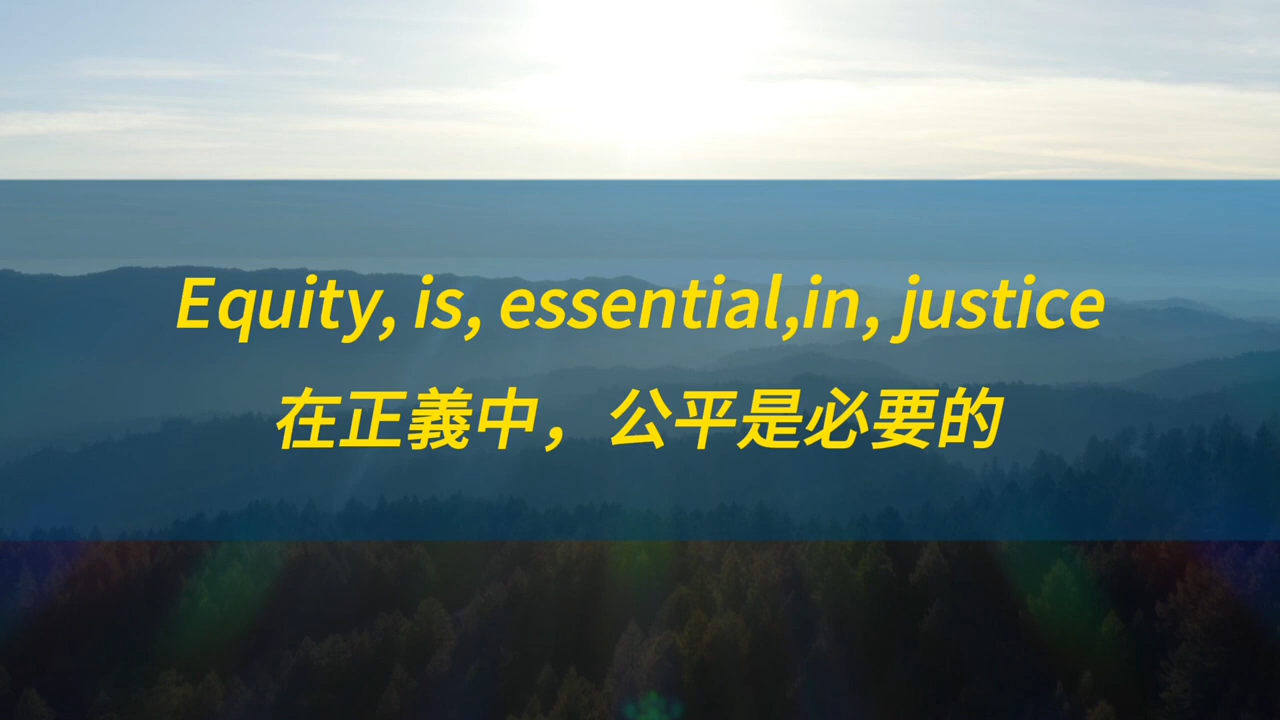 Equity, is, essential,in, justice
在正義中，公平是必要的